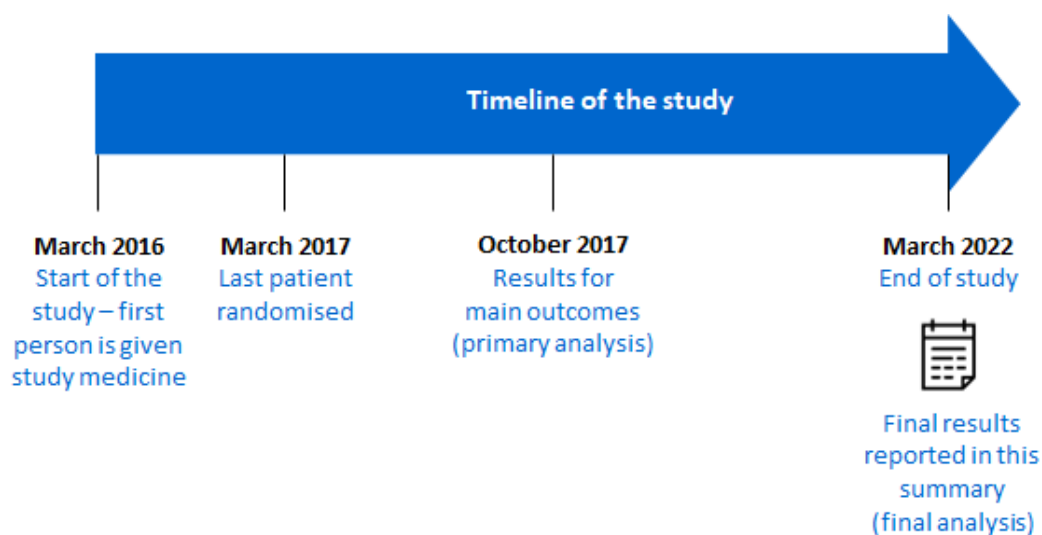 Timeline of the study
March 2016
Start of the
study – first
person is given
study medicine
March 2017
Last patient
randomised
October 2017
Results for
main outcomes
(primary analysis)
March 2022
End of study
Final results
reported in this
summary
(final analysis)